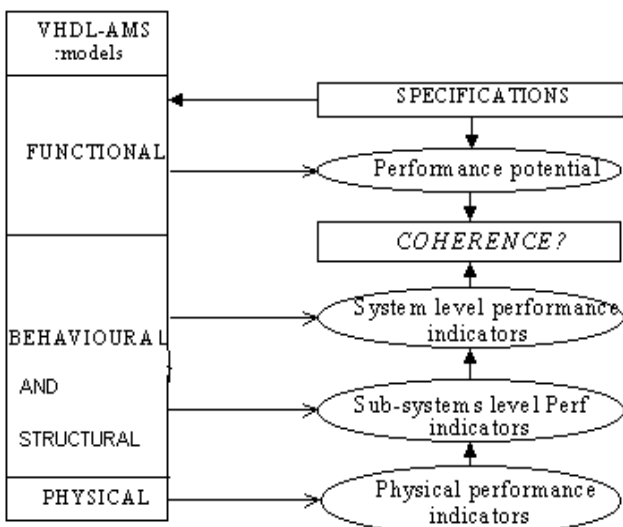 VHDL-AMS
:models
FUNCTIONAL
BEHAVIOURAL
AND
STRUCTURAL
PHYSICAL
SPECIFICATIONS
Performance potential
COHERENCE?
System level performance
indicators
Sub-systems level Perf
indicators
Physical performance
indicators